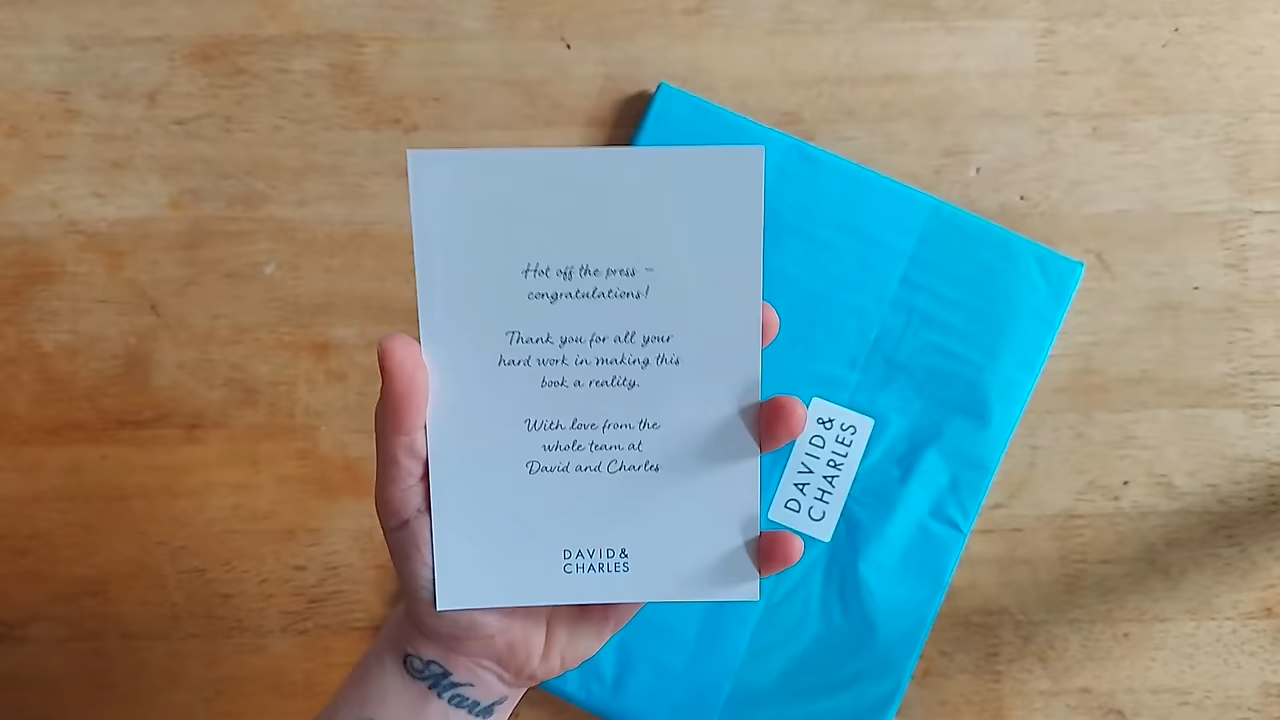 Hot off the press –
congratulations!
Thank you for all your
hard work in making this
book a reality.
With love from the
whole team at
David and Charles
DAVID &
CHARLES
DAVID &
CHARLES
Mark